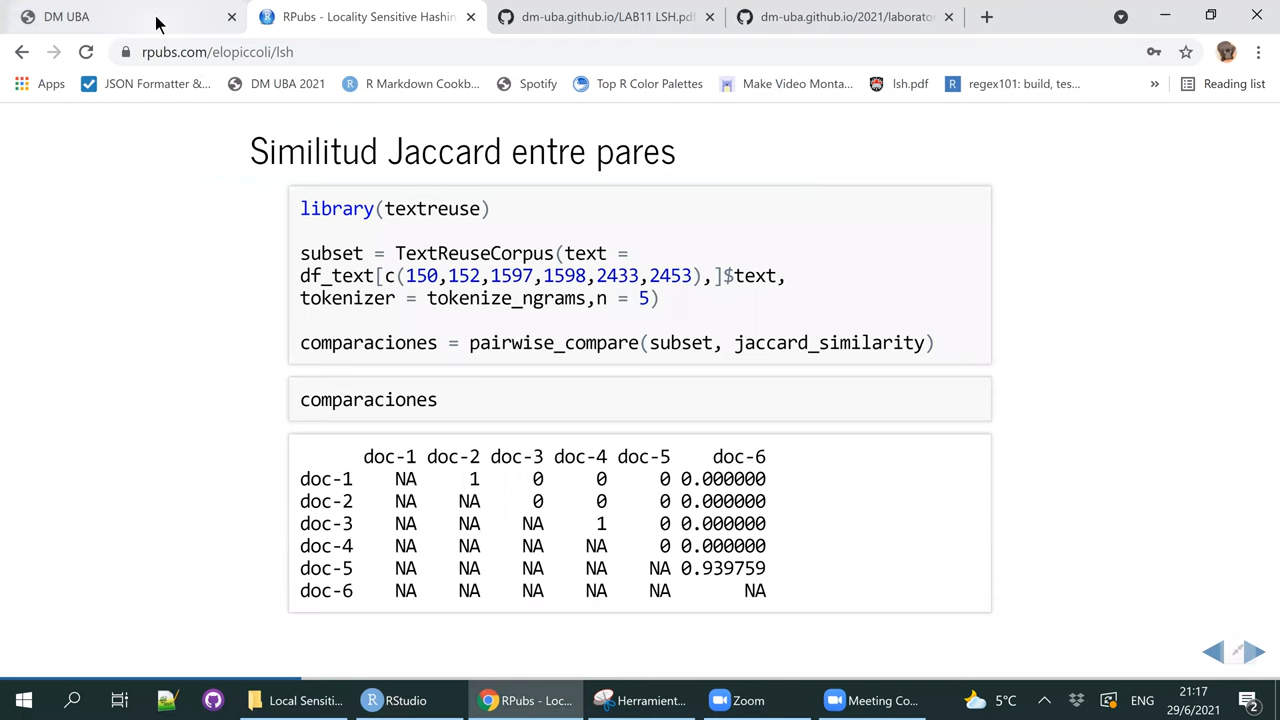 DM UBA
RPubs - Locality Sensitive Hashin
dm-uba.github.io/LAB11 LSH.pdf
dm-uba.github.io/2021/laborator
rpubs.com/elopiccoli/lsh
Apps
JSON Formatter &...
DM UBA 2021
R Markdown Cookb...
Spotify
Top R Color Palettes
Make Video Monta...
lsh.pdf
regex101: build, tes...
Reading list
Similitud Jaccard entre pares
library(textreuse)
subset = TextReuseCorpus(text =
df_text[c(150,152,1597,1598,2433,2453),]$text,
tokenizer = tokenize_ngrams,n = 5)
comparaciones = pairwise_compare(subset, jaccard_similarity)
comparaciones
doc-1 doc-2 doc-3 doc-4 doc-5 doc-6
doc-1 NA 1 0 0 0 0.000000
doc-2 NA NA 0 0 0 0.000000
doc-3 NA NA NA 1 0 0.000000
doc-4 NA NA NA NA 0 0.000000
doc-5 NA NA NA NA NA 0.939759
doc-6 NA NA NA NA NA NA
Local Sensiti...
RStudio
RPubs - Loc...
Herramient...
Zoom
Meeting Co...
5°C
ENG
21:17
29/6/2021
2